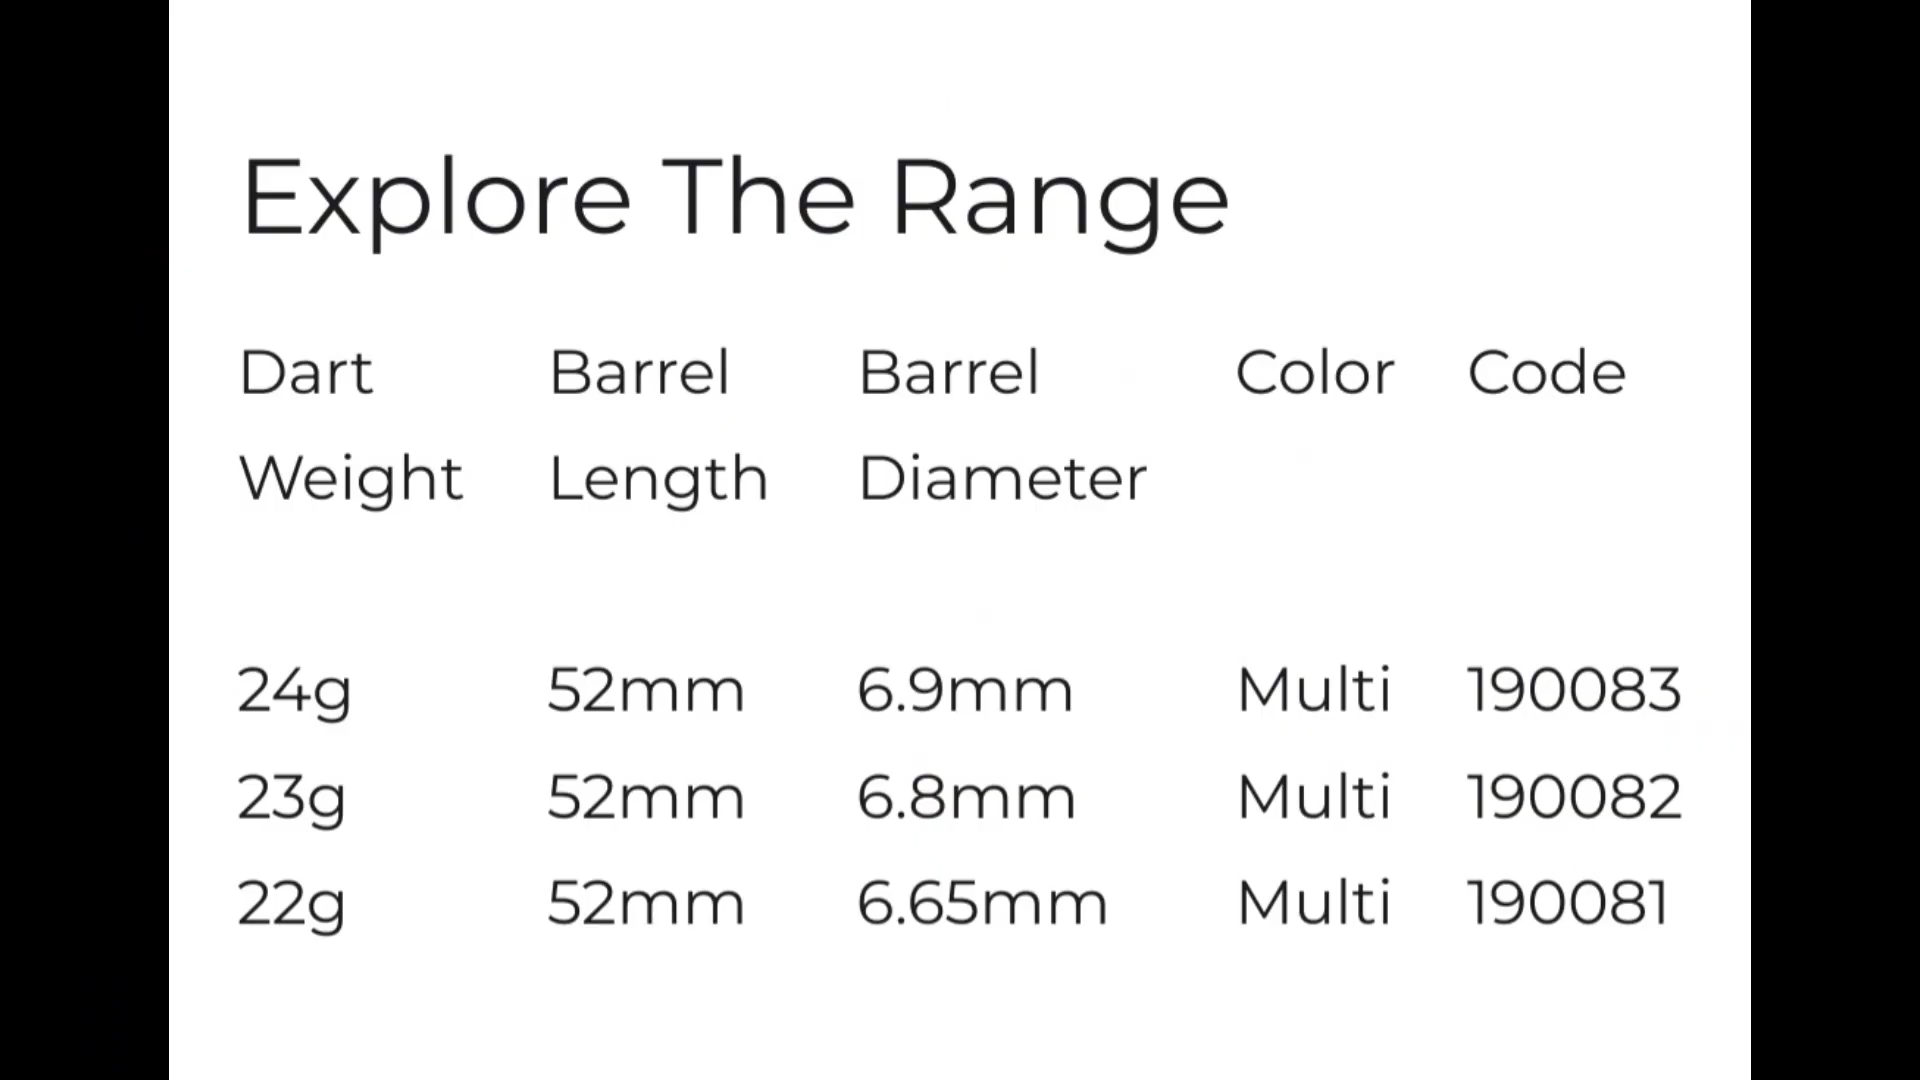 Explore The Range
Dart Barrel Barrel Color Code
Weight Length Diameter
24g 52mm 6.9mm Multi 190083
23g 52mm 6.8mm Multi 190082
22g 52mm 6.65mm Multi 190081